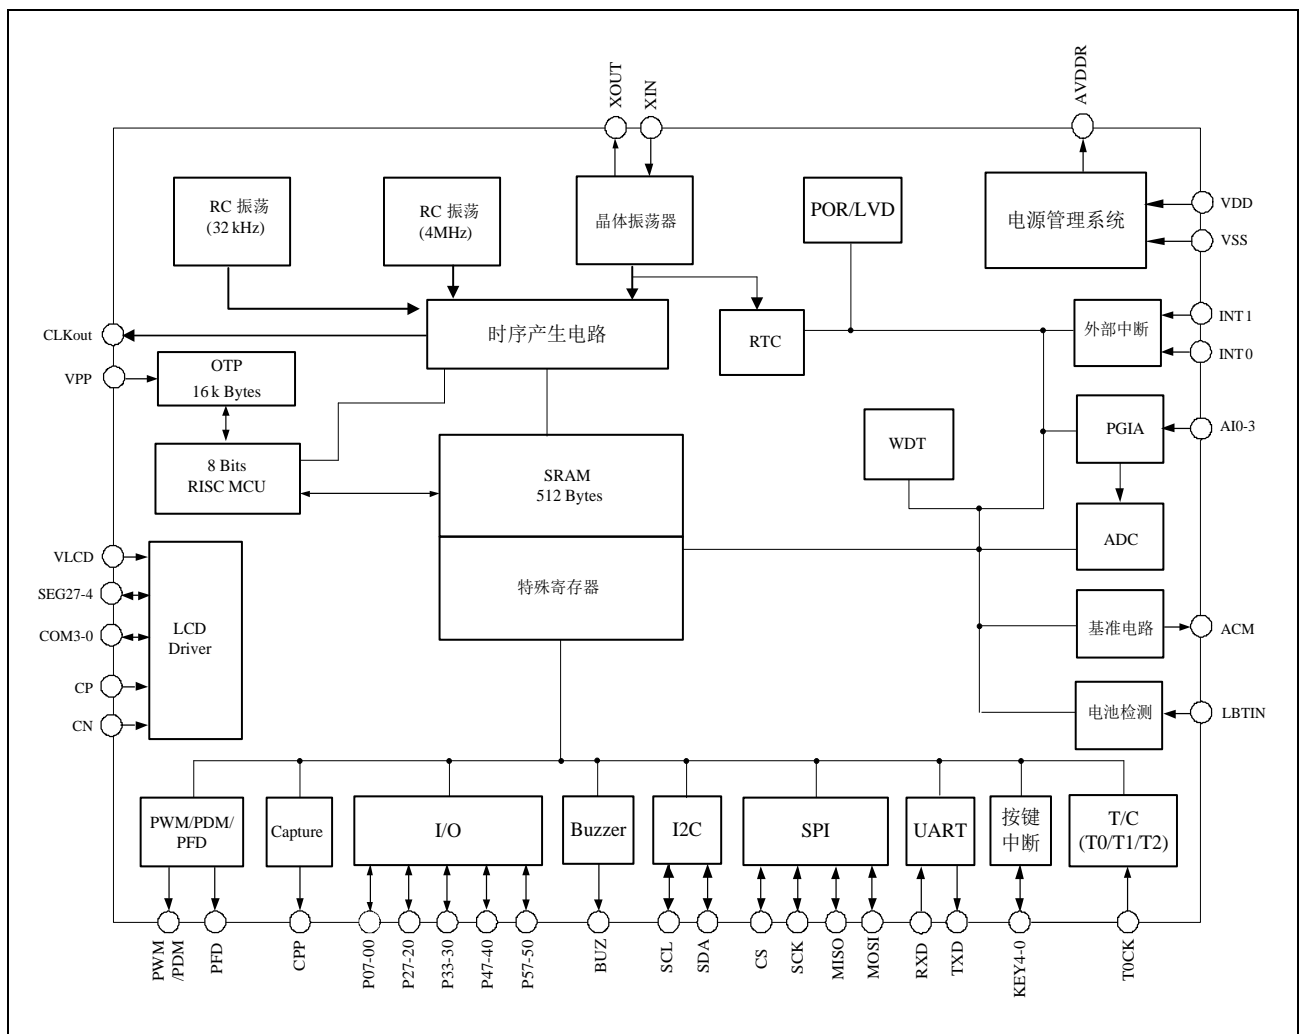 XOUT
XIN
AVDDR
RC 振荡
(32 kHz)
RC 振荡
(4MHz)
晶体振荡器
POR/LVD
电源管理系统
VDD
VSS
CLKout
时序产生电路
RTC
外部中断
INT1
INT0
VPP
OTP
16k Bytes
8 Bits
RISC MCU
SRAM
512 Bytes
WDT
PGIA
AI0-3
ADC
VLCD
SEG27-4
COM3-0
CP
CN
LCD
Driver
特殊寄存器
基准电路
ACM
电池检测
LBTIN
PWM/PDM/
PFD
Capture
I/O
Buzzer
I2C
SPI
UART
按键
中断
T/C
(T0/T1/T2)
PWM
/PDM
PFD
CPP
P07-00
P27-20
P33-30
P47-40
P57-50
BUZ
SCL
SDA
CS
SCK
MISO
MOSI
RXD
TXD
KEY4-0
T0CK